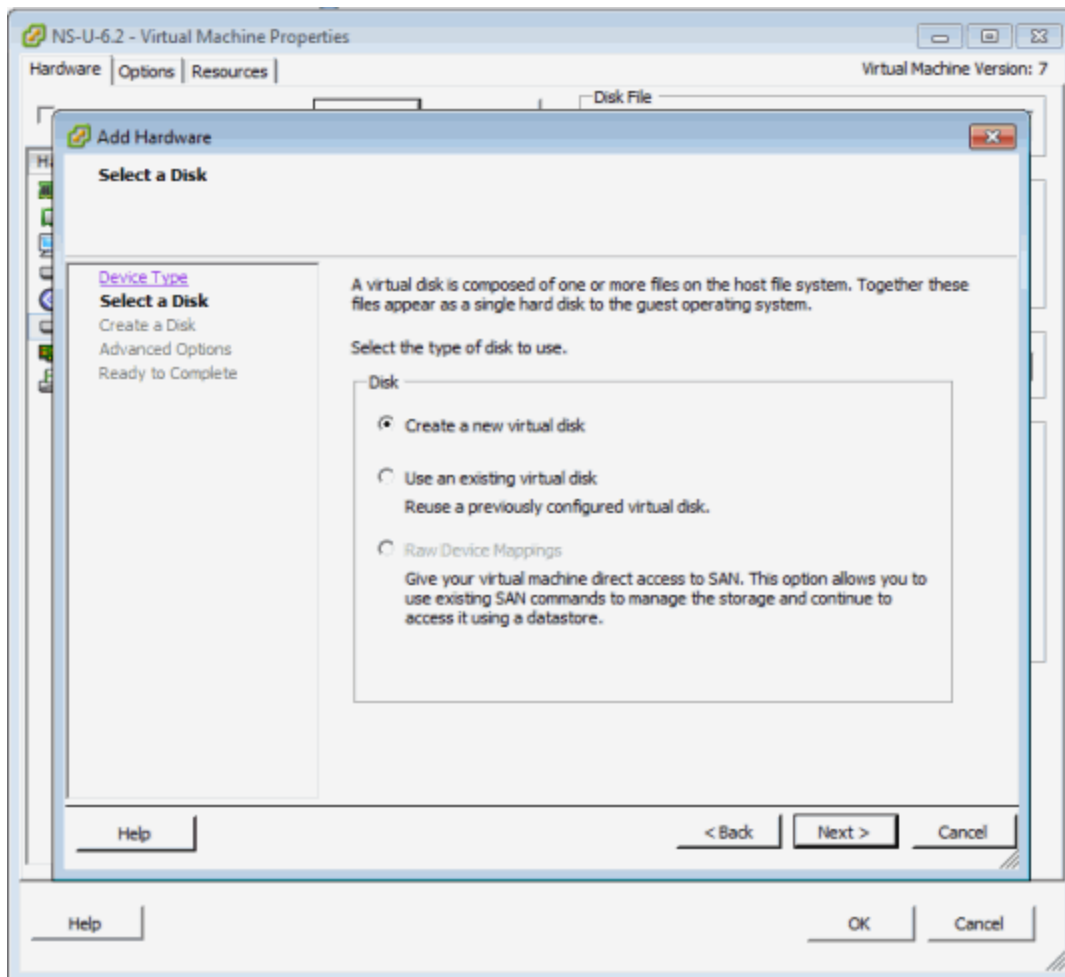 NS-U-6.2 - Virtual Machine Properties
Hardware Options Resources Virtual Machine Version: 7
Disk File
Add Hardware
Select a Disk
Device Type
Select a Disk
Create a Disk
Advanced Options
Ready to Complete
A virtual disk is composed of one or more files on the host file system. Together these
files appear as a single hard disk to the guest operating system.
Select the type of disk to use.
Disk
Create a new virtual disk
Use an existing virtual disk
Reuse a previously configured virtual disk.
Raw Device Mappings
Give your virtual machine direct access to SAN. This option allows you to
use existing SAN commands to manage the storage and continue to
access it using a datastore.
Help < Back Next > Cancel
Help OK Cancel